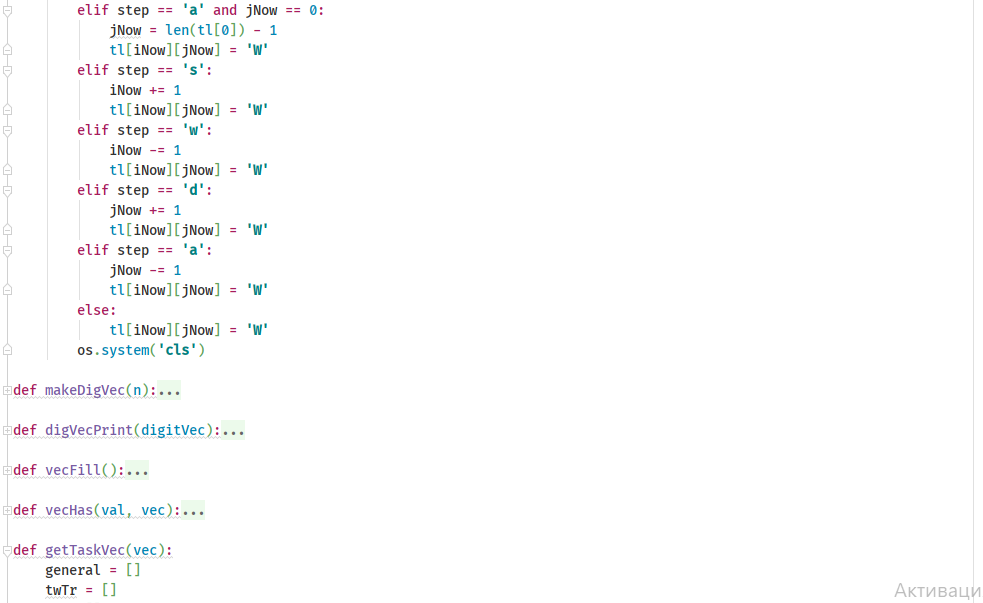 elif step == 'a' and jNow == 0:
jNow = len(tl[0]) - 1
tl[iNow][jNow] = 'W'
elif step == 's':
iNow += 1
tl[iNow][jNow] = 'W'
elif step == 'w':
iNow -= 1
tl[iNow][jNow] = 'W'
elif step == 'd':
jNow += 1
tl[iNow][jNow] = 'W'
elif step == 'a':
jNow -= 1
tl[iNow][jNow] = 'W'
else:
tl[iNow][jNow] = 'W'
os.system('cls')
def makeDigVec(n):...
def digVecPrint(digitVec):...
def vecFill():...
def vecHas(val, vec):...
def getTaskVec(vec):
general = []
twTr = []
Активаци